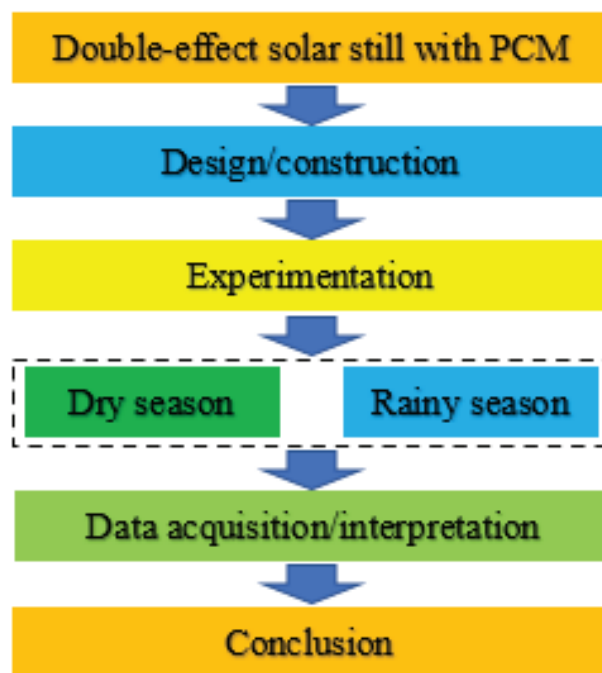 Double-effect solar still with PCM
Design/construction
Experimentation
Dry season
Rainy season
Data acquisition/interpretation
Conclusion